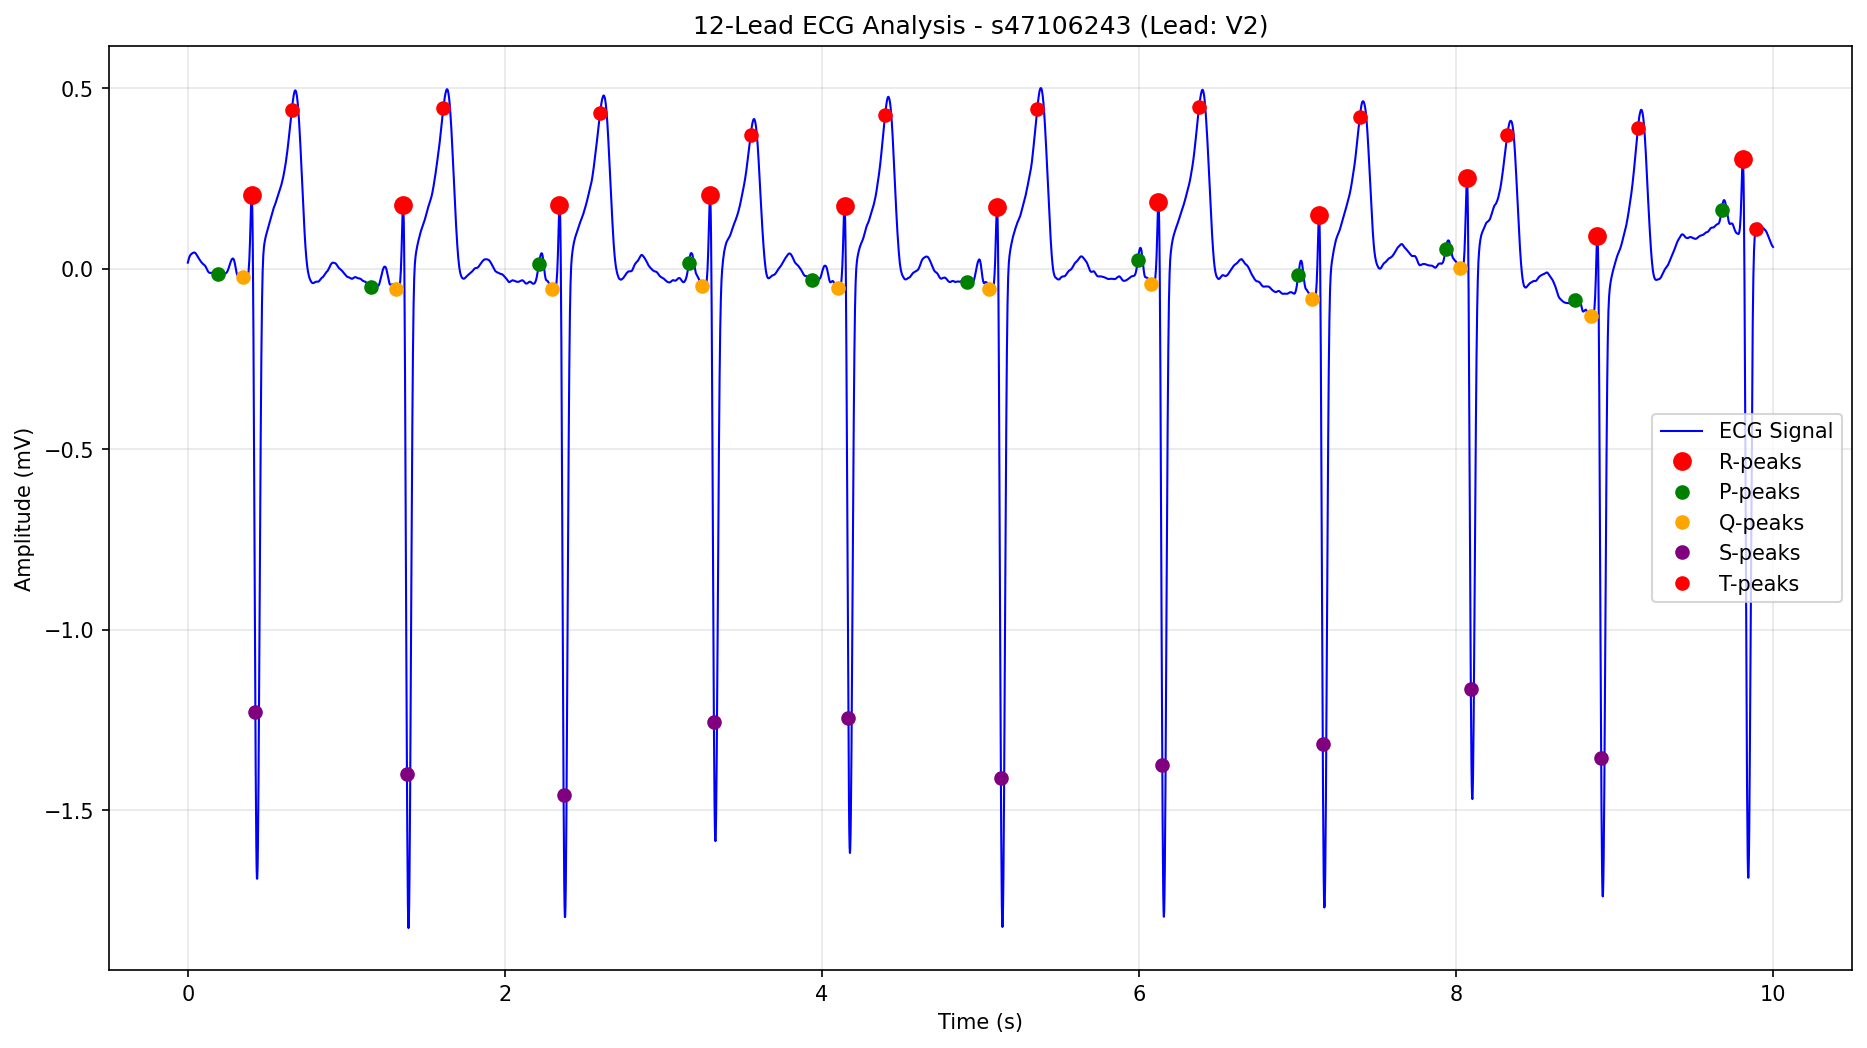 12-Lead ECG Analysis - s47106243 (Lead: V2)
Amplitude (mV)
0.5
0.0
−0.5
−1.0
−1.5
ECG Signal
R-peaks
P-peaks
Q-peaks
S-peaks
T-peaks
0 2 4 6 8 10
Time (s)